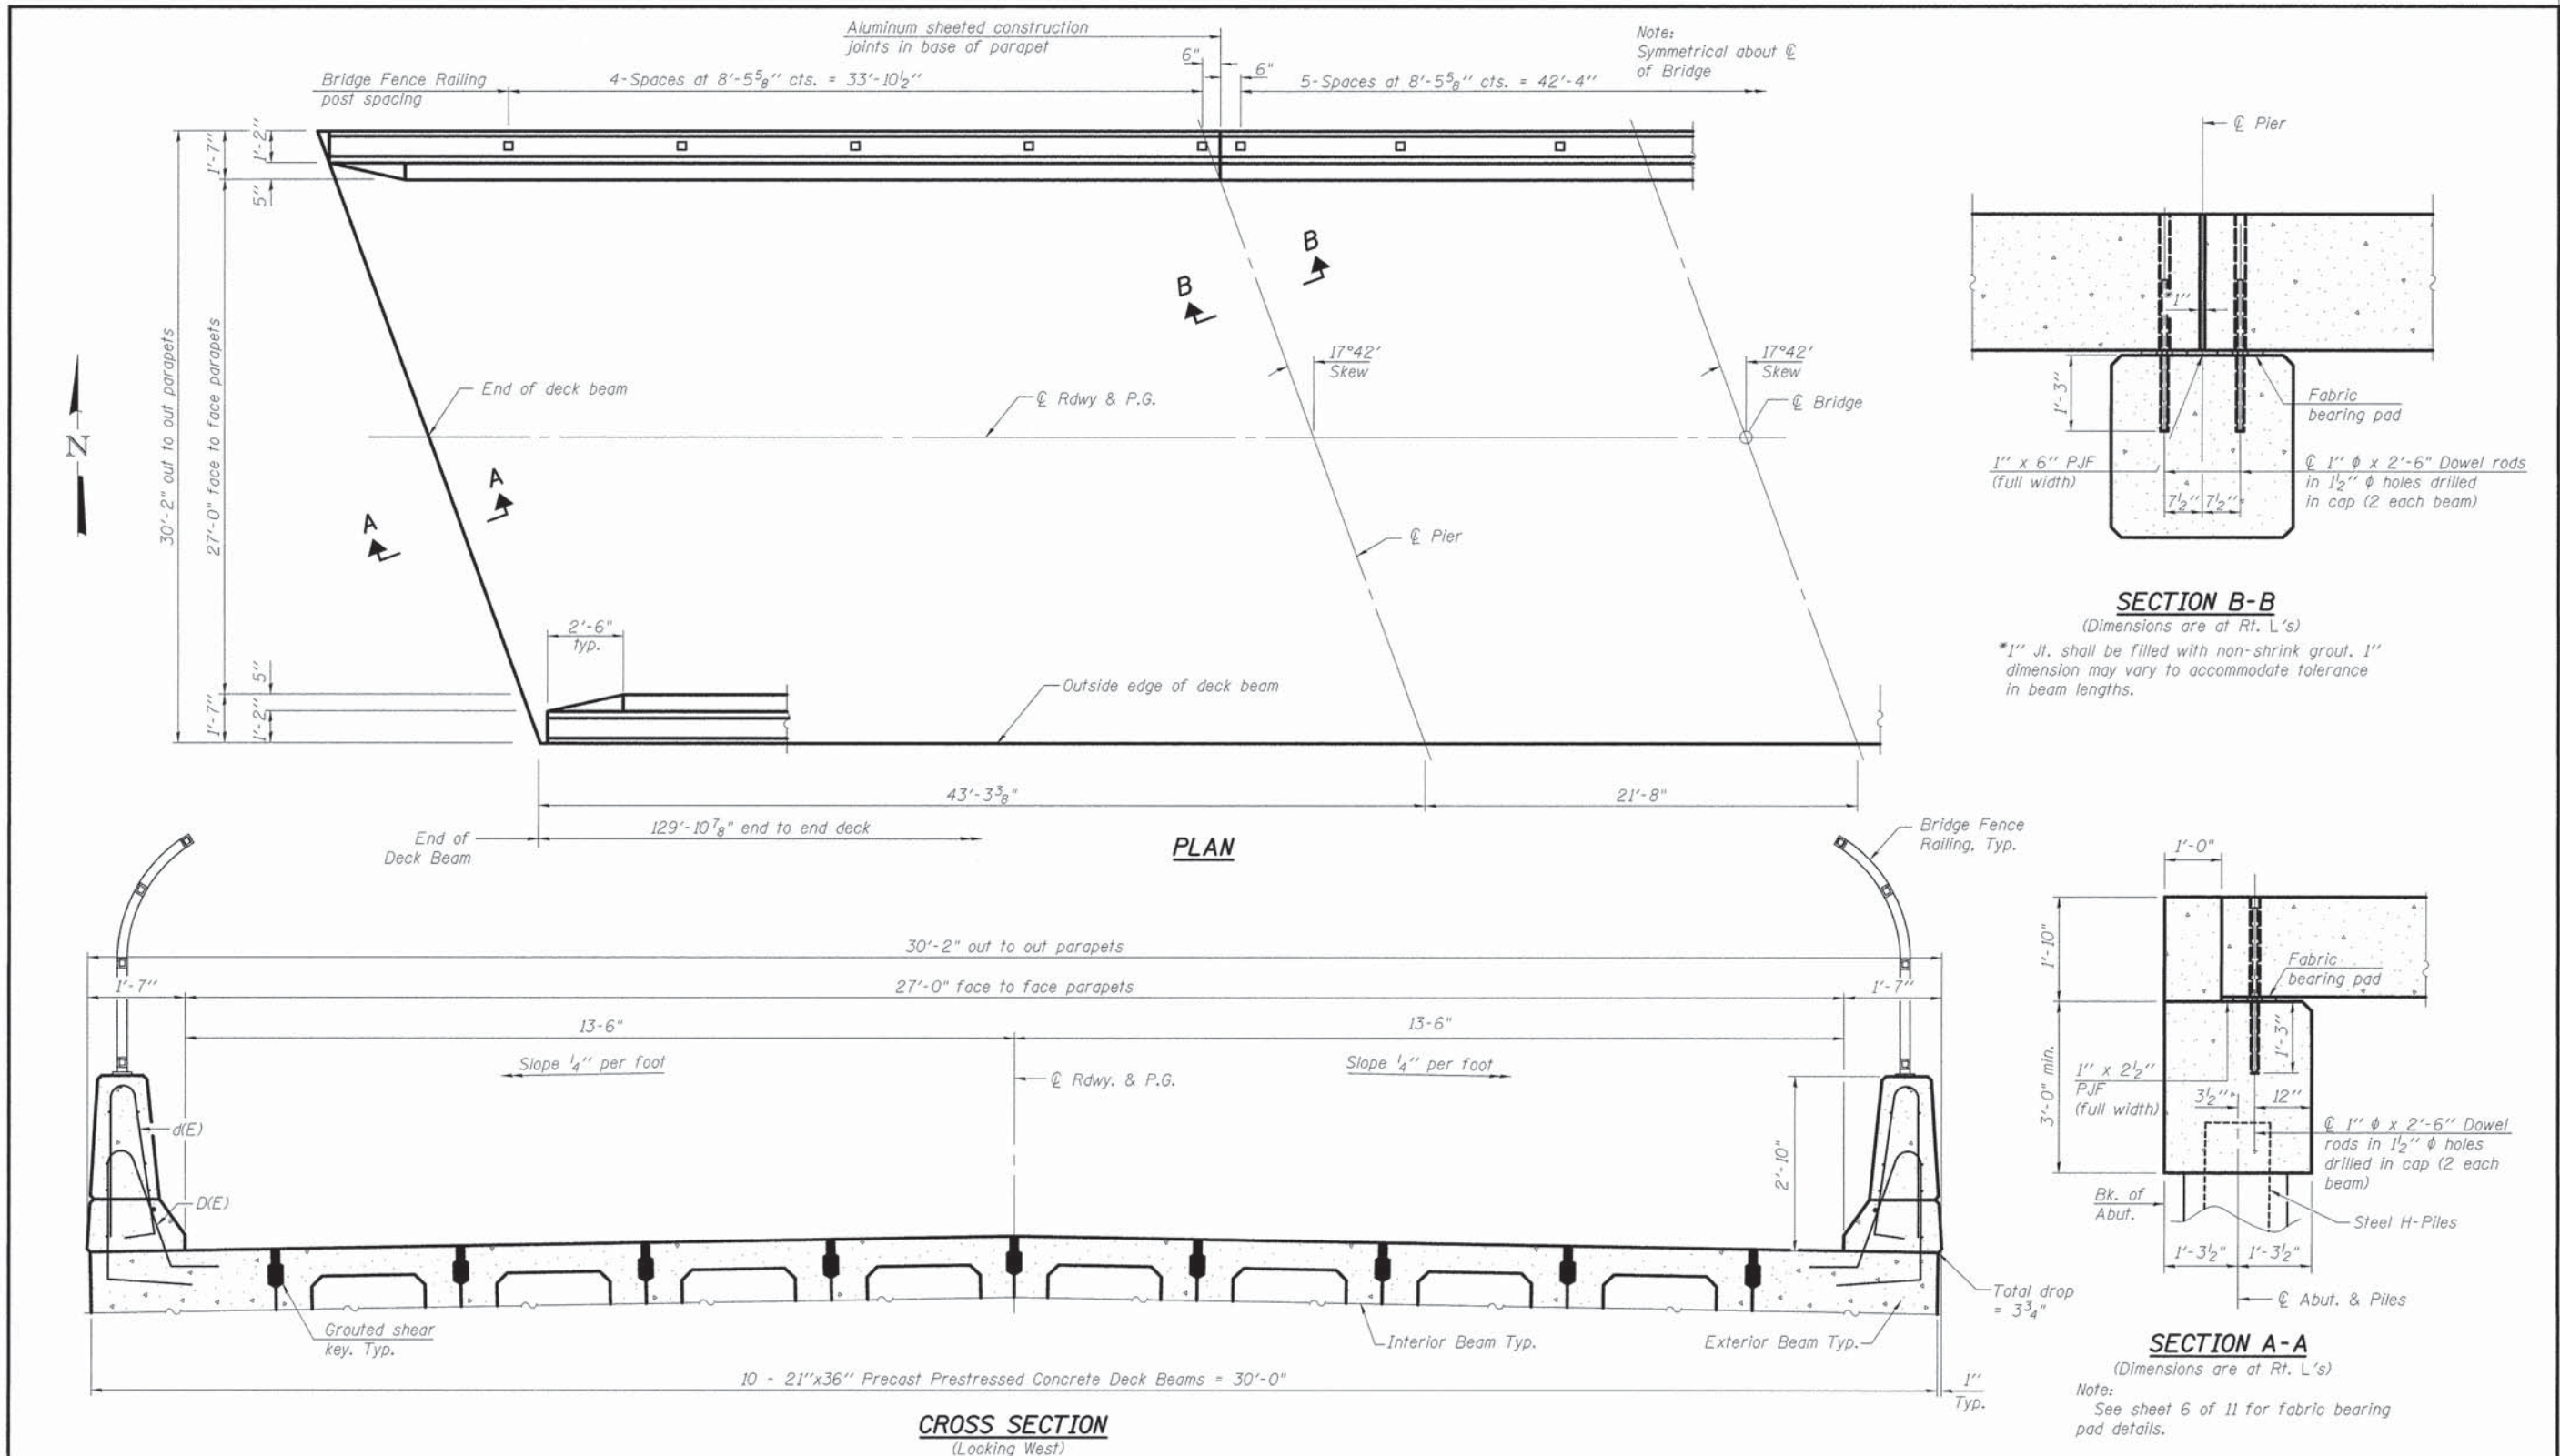 Aluminum sheeted construction
joints in base of parapet
Note:
Symmetrical about ℄
of Bridge
6"
6"
Bridge Fence Railing
post spacing
4-Spaces at 8'-5⅝" cts. = 33'-10½"
5-Spaces at 8'-5⅝" cts. = 42'-4"
1'-7"
1'-2"
5"
30'-2" out to out parapets
27'-0" face to face parapets
N
B
B
17°42'
Skew
17°42'
Skew
End of deck beam
℄ Rdwy & P.G.
℄ Bridge
A
A
℄ Pier
2'-6"
typ.
5"
1'-7"
1'-2"
Outside edge of deck beam
43'-3⅜"
21'-8"
End of
Deck Beam
129'-10⅞" end to end deck
PLAN
℄ Pier
*1"
1'-3"
Fabric
bearing pad
1" x 6" PJF
(full width)
℄ 1" ϕ x 2'-6" Dowel rods
in 1½" ϕ holes drilled
in cap (2 each beam)
7½"
7½"
SECTION B-B
(Dimensions are at Rt. L's)
*1" Jt. shall be filled with non-shrink grout. 1"
dimension may vary to accommodate tolerance
in beam lengths.
Bridge Fence
Railing, Typ.
30'-2" out to out parapets
1'-7"
27'-0" face to face parapets
1'-7"
13-6"
13-6"
Slope ¼" per foot
Slope ¼" per foot
℄ Rdwy. & P.G.
d(E)
D(E)
2'-10"
Total drop
= 3¾"
Grouted shear
key, Typ.
Interior Beam Typ.
Exterior Beam Typ.
10 - 21"x36" Precast Prestressed Concrete Deck Beams = 30'-0"
1"
Typ.
CROSS SECTION
(Looking West)
1'-0"
1'-10"
Fabric
bearing pad
3'-0" min.
1'-3"
1" x 2½"
PJF
(full width)
3½"
12"
℄ 1" ϕ x 2'-6" Dowel
rods in 1½" ϕ holes
drilled in cap (2 each
beam)
Bk. of
Abut.
Steel H-Piles
1'-3½"
1'-3½"
℄ Abut. & Piles
SECTION A-A
(Dimensions are at Rt. L's)
Note:
See sheet 6 of 11 for fabric bearing
pad details.